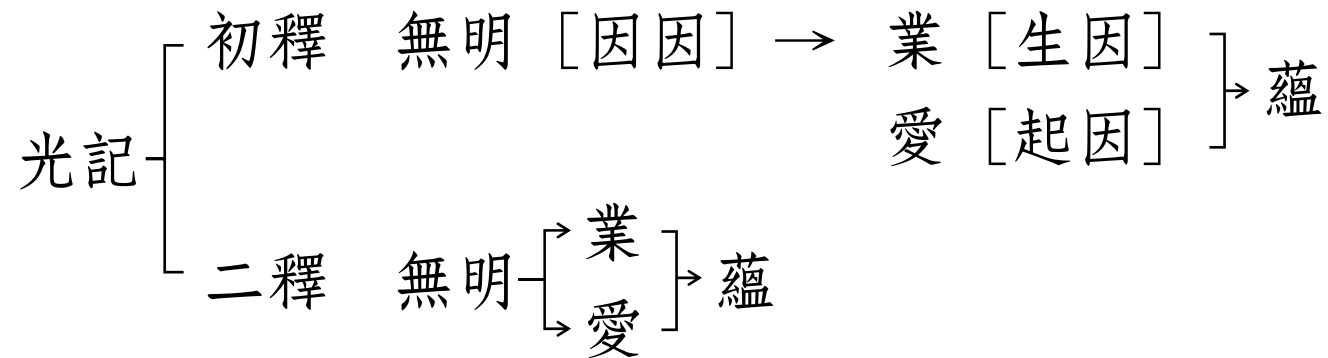 初釋　無明［因因］→　業［生因］
蘊
愛［起因］
光記
業
二釋　無明
蘊
愛